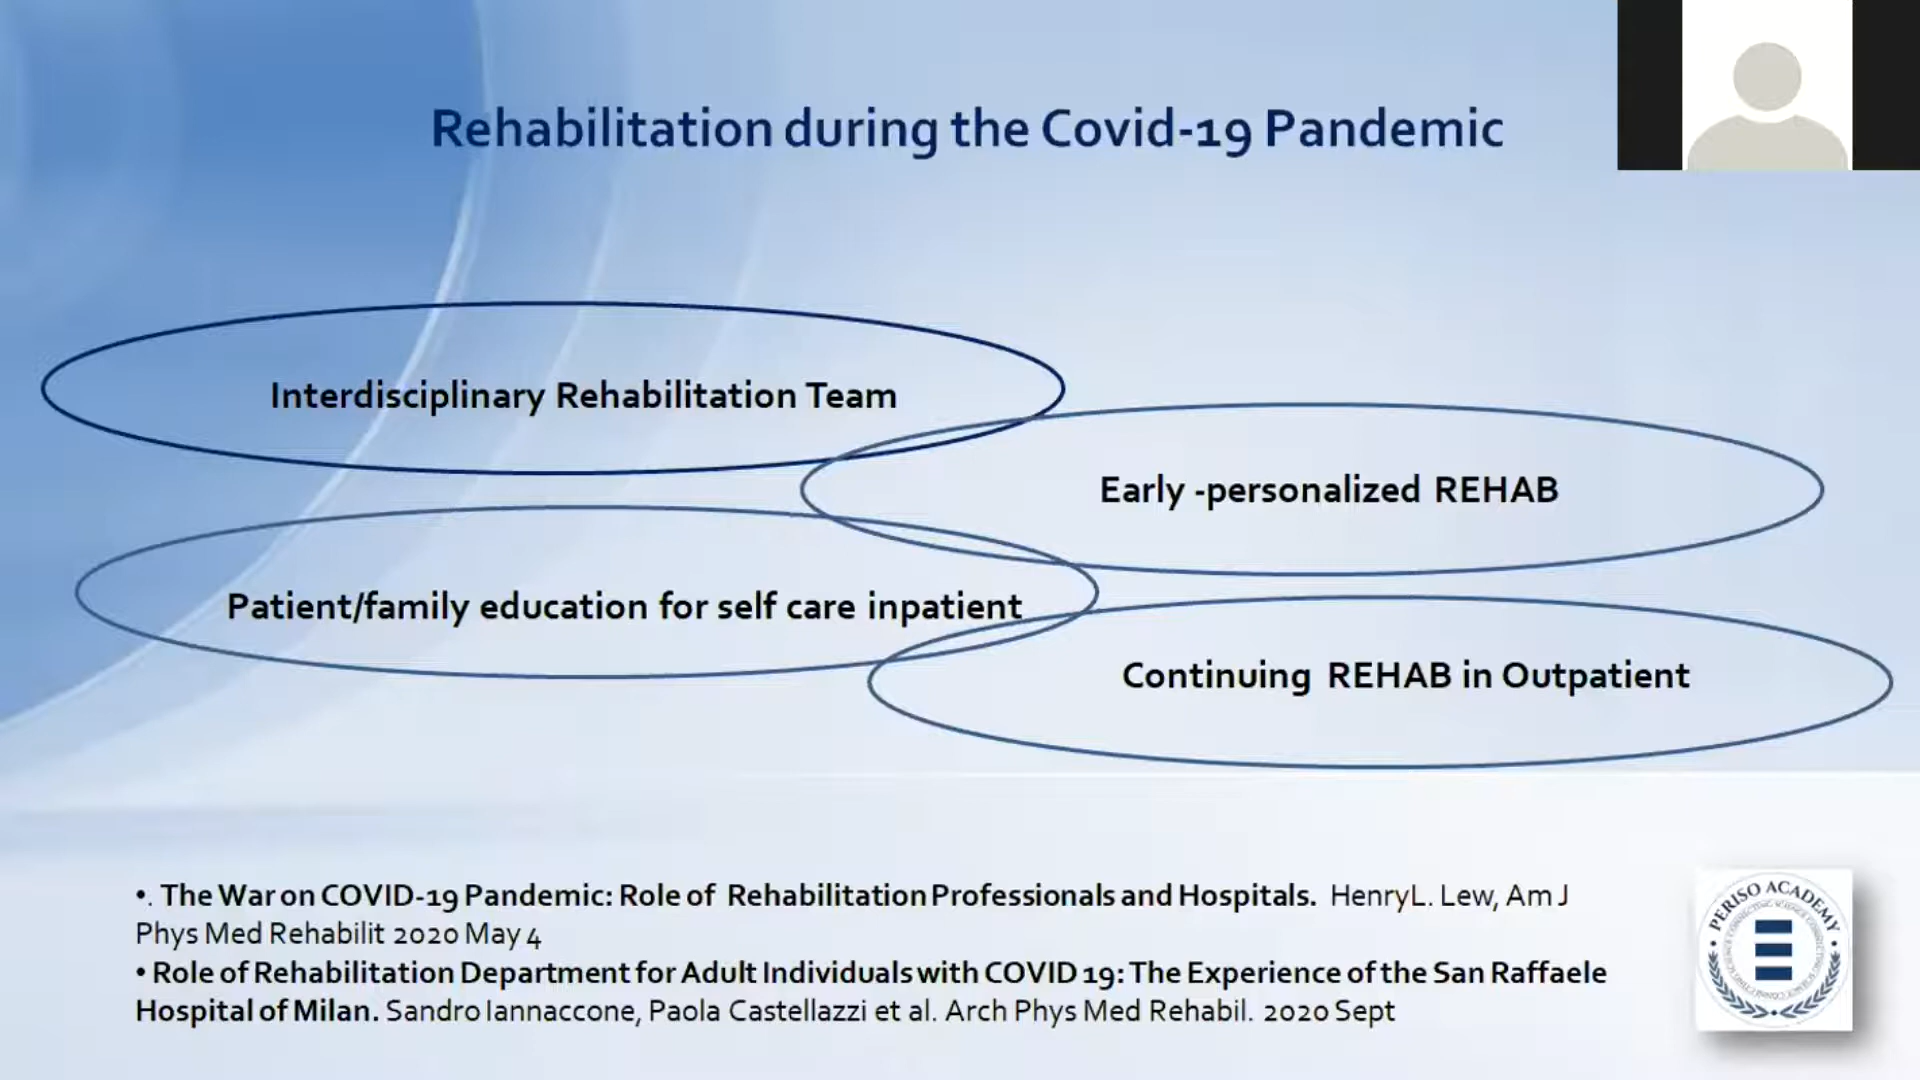 Rehabilitation during the Covid-19 Pandemic
Interdisciplinary Rehabilitation Team
Early -personalized REHAB
Patient/family education for self care inpatient
Continuing REHAB in Outpatient
•. The War on COVID-19 Pandemic: Role of Rehabilitation Professionals and Hospitals. HenryL. Lew, Am J
Phys Med Rehabilit 2020 May 4
• Role of Rehabilitation Department for Adult Individuals with COVID 19: The Experience of the San Raffaele
Hospital of Milan. Sandro Iannaccone, Paola Castellazzi et al. Arch Phys Med Rehabil. 2020 Sept
PERISO ACADEMY